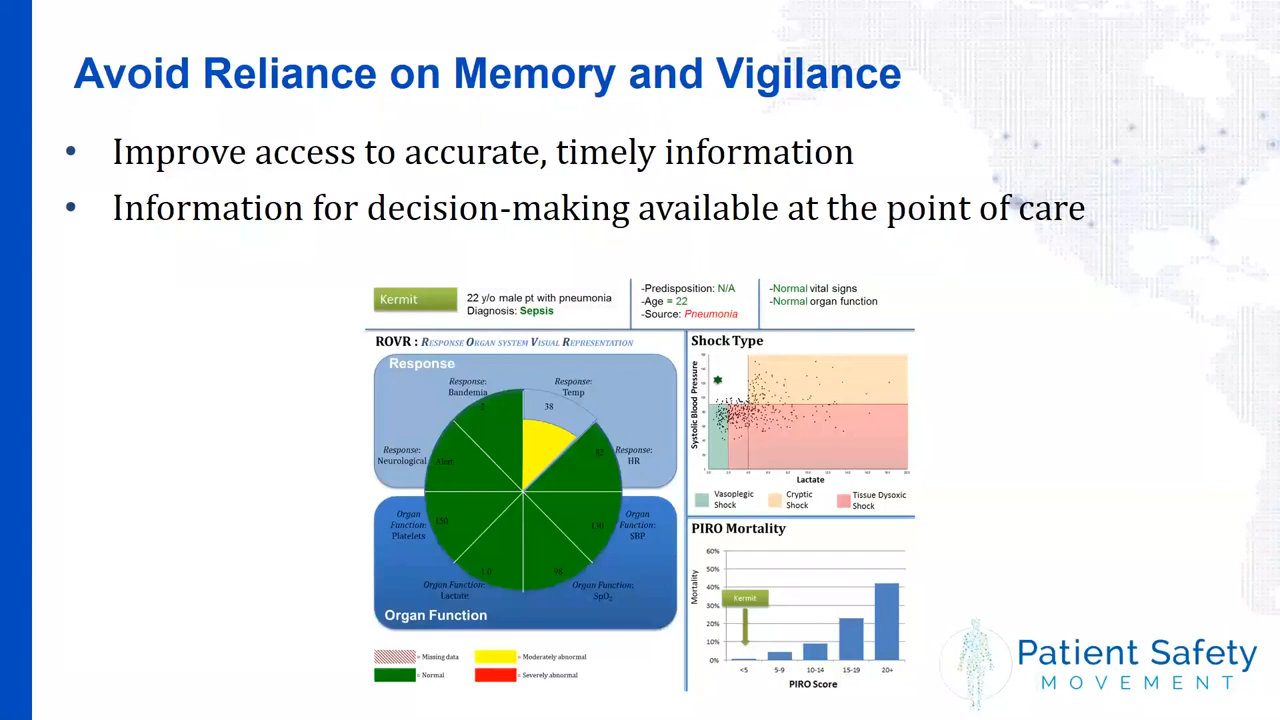 Avoid Reliance on Memory and Vigilance
• Improve access to accurate, timely information
• Information for decision-making available at the point of care
Kermit
22 y/o male pt with pneumonia
Diagnosis: Sepsis
-Predisposition: N/A
-Age = 22
-Source: Pneumonia
-Normal vital signs
-Normal organ function
ROVR : RESPONSE ORGAN SYSTEM VISUAL REPRESENTATION
Response
Response:
Bandemia
2
Response:
Temp
38
Response:
HR
82
Response:
Neurological
Alert
Organ
Function:
Platelets
150
Organ
Function:
SBP
130
Organ Function:
Lactate
1.0
Organ Function:
SpO2
98
Organ Function
= Missing data
= Moderately abnormal
= Normal
= Severely abnormal
Shock Type
Systolic Blood Pressure
Lactate
Vasoplegic
Shock
Cryptic
Shock
Tissue Dysoxic
Shock
PIRO Mortality
Mortality
60%
50%
40%
30%
20%
10%
0%
Kermit
<5 5-9 10-14 15-19 20+
PIRO Score
Patient Safety
MOVEMENT